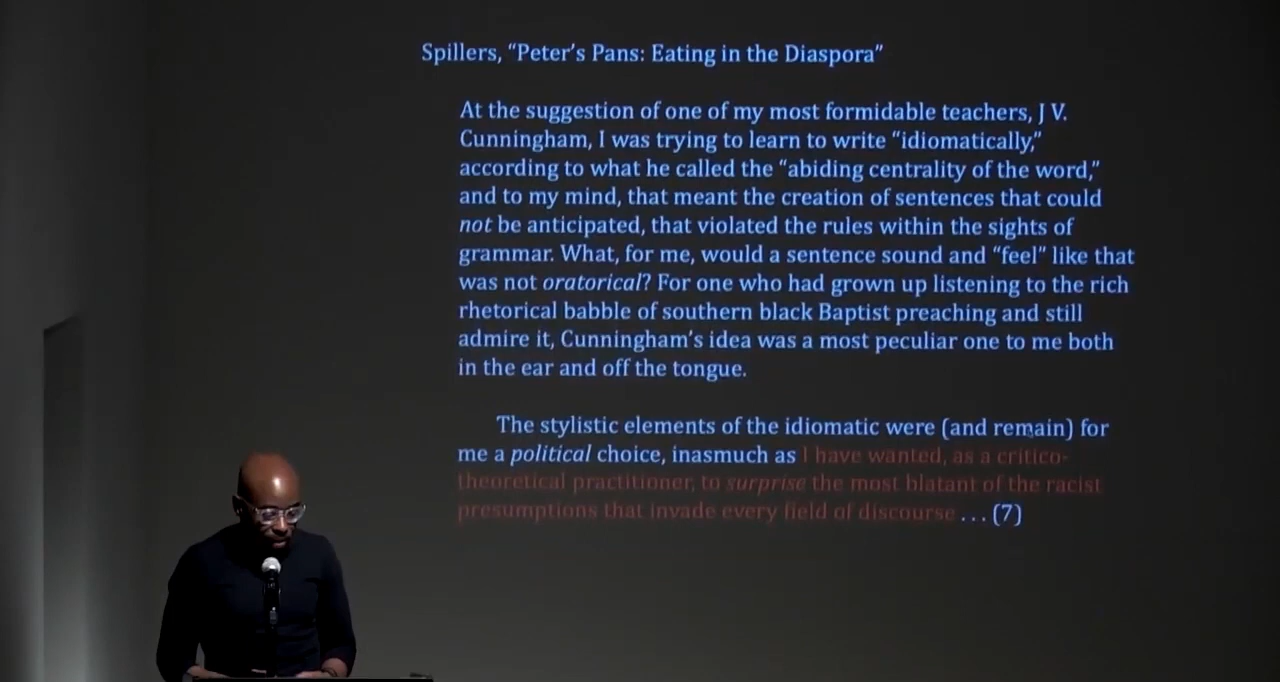 Spillers, “Peter’s Pans: Eating in the Diaspora”
At the suggestion of one of my most formidable teachers, J V.
Cunningham, I was trying to learn to write “idiomatically,”
according to what he called the “abiding centrality of the word,”
and to my mind, that meant the creation of sentences that could
not be anticipated, that violated the rules within the sights of
grammar. What, for me, would a sentence sound and “feel” like that
was not oratorical? For one who had grown up listening to the rich
rhetorical babble of southern black Baptist preaching and still
admire it, Cunningham’s idea was a most peculiar one to me both
in the ear and off the tongue.
The stylistic elements of the idiomatic were (and remain) for
me a political choice, inasmuch as I have wanted, as a critico-
theoretical practitioner, to surprise the most blatant of the racist
presumptions that invade every field of discourse . . . (7)